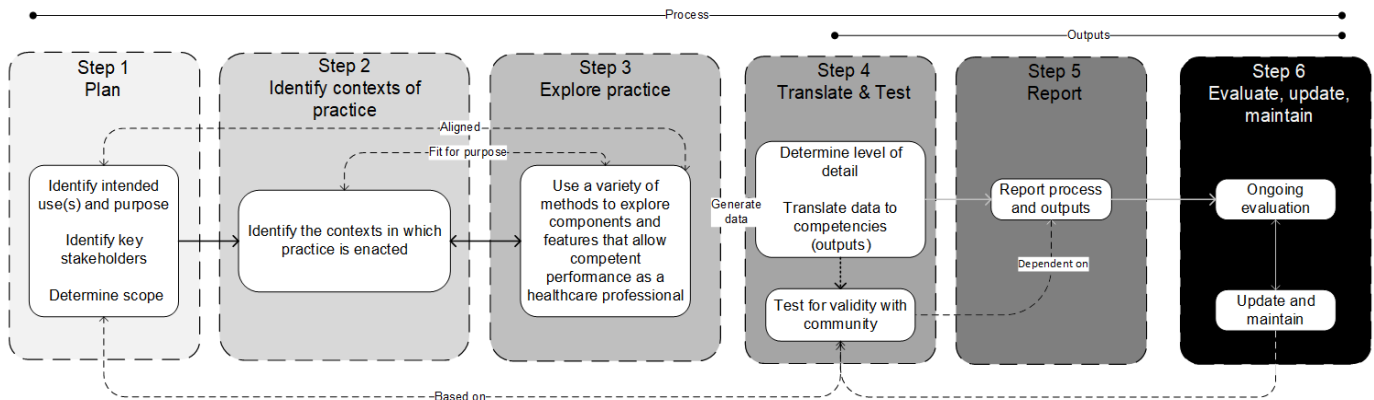 Process
Outputs
Step 1
Plan
Step 2
Identify contexts of
practice
Step 3
Explore practice
Step 4
Translate & Test
Step 5
Report
Step 6
Evaluate, update,
maintain
Aligned
Fit for purpose
Identify intended
use(s) and purpose
Identify key
stakeholders
Determine scope
Identify the contexts in which
practice is enacted
Use a variety of
methods to explore
components and
features that allow
competent
performance as a
healthcare professional
Generate
data
Determine level of
detail
Translate data to
competencies
(outputs)
Test for validity with
community
Report process
and outputs
Dependent on
Ongoing
evaluation
Update and
maintain
Based on